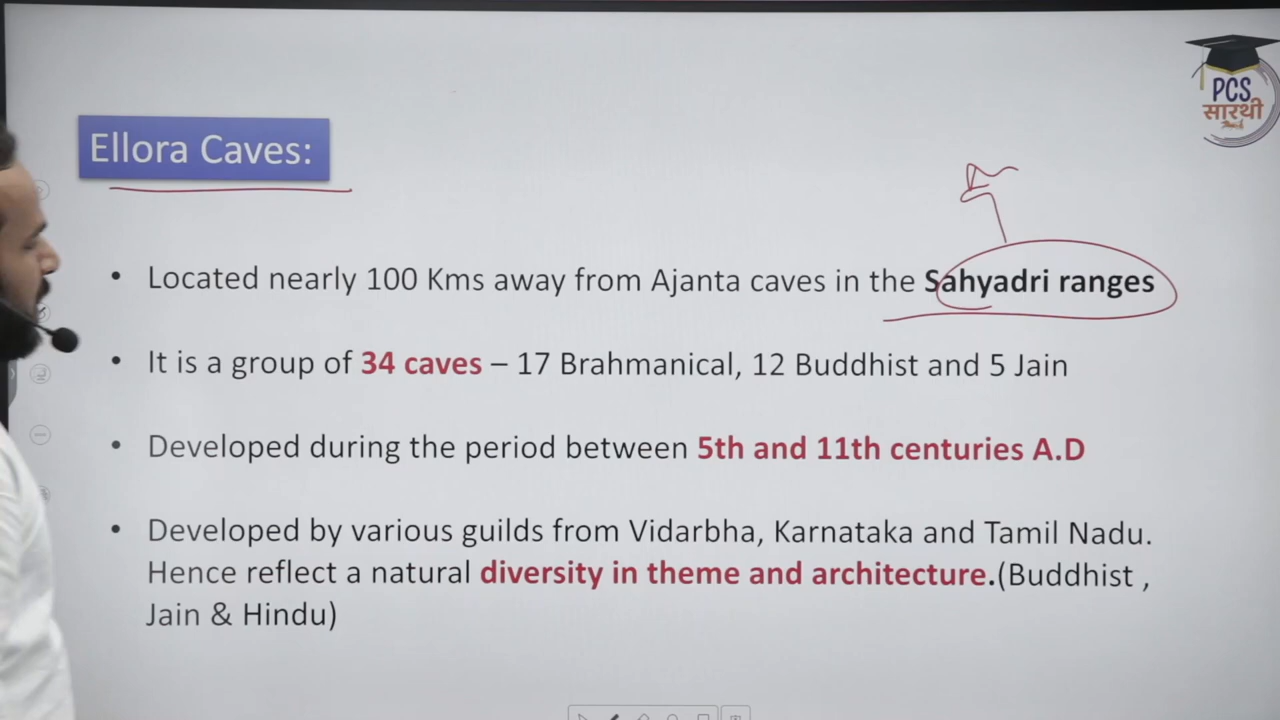 PCS
सारथी
Ellora Caves:
• Located nearly 100 Kms away from Ajanta caves in the Sahyadri ranges
• It is a group of 34 caves – 17 Brahmanical, 12 Buddhist and 5 Jain
• Developed during the period between 5th and 11th centuries A.D
• Developed by various guilds from Vidarbha, Karnataka and Tamil Nadu.
Hence reflect a natural diversity in theme and architecture.(Buddhist ,
Jain & Hindu)